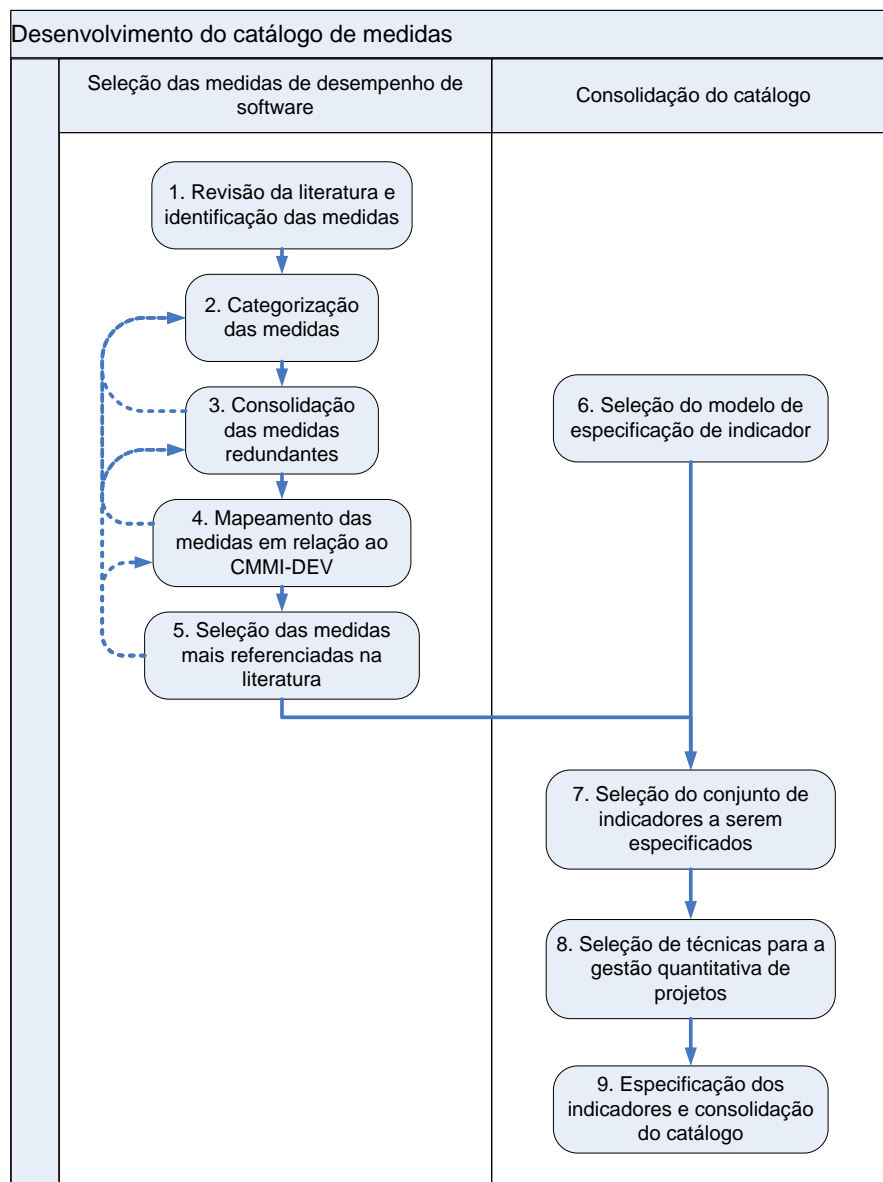 Desenvolvimento do catálogo de medidas
Seleção das medidas de desempenho de
software
Consolidação do catálogo
1. Revisão da literatura e
identificação das medidas
2. Categorização
das medidas
3. Consolidação
das medidas
redundantes
4. Mapeamento das
medidas em relação ao
CMMI-DEV
5. Seleção das medidas
mais referenciadas na
literatura
6. Seleção do modelo de
especificação de indicador
7. Seleção do conjunto de
indicadores a serem
especificados
8. Seleção de técnicas para a
gestão quantitativa de
projetos
9. Especificação dos
indicadores e consolidação
do catálogo